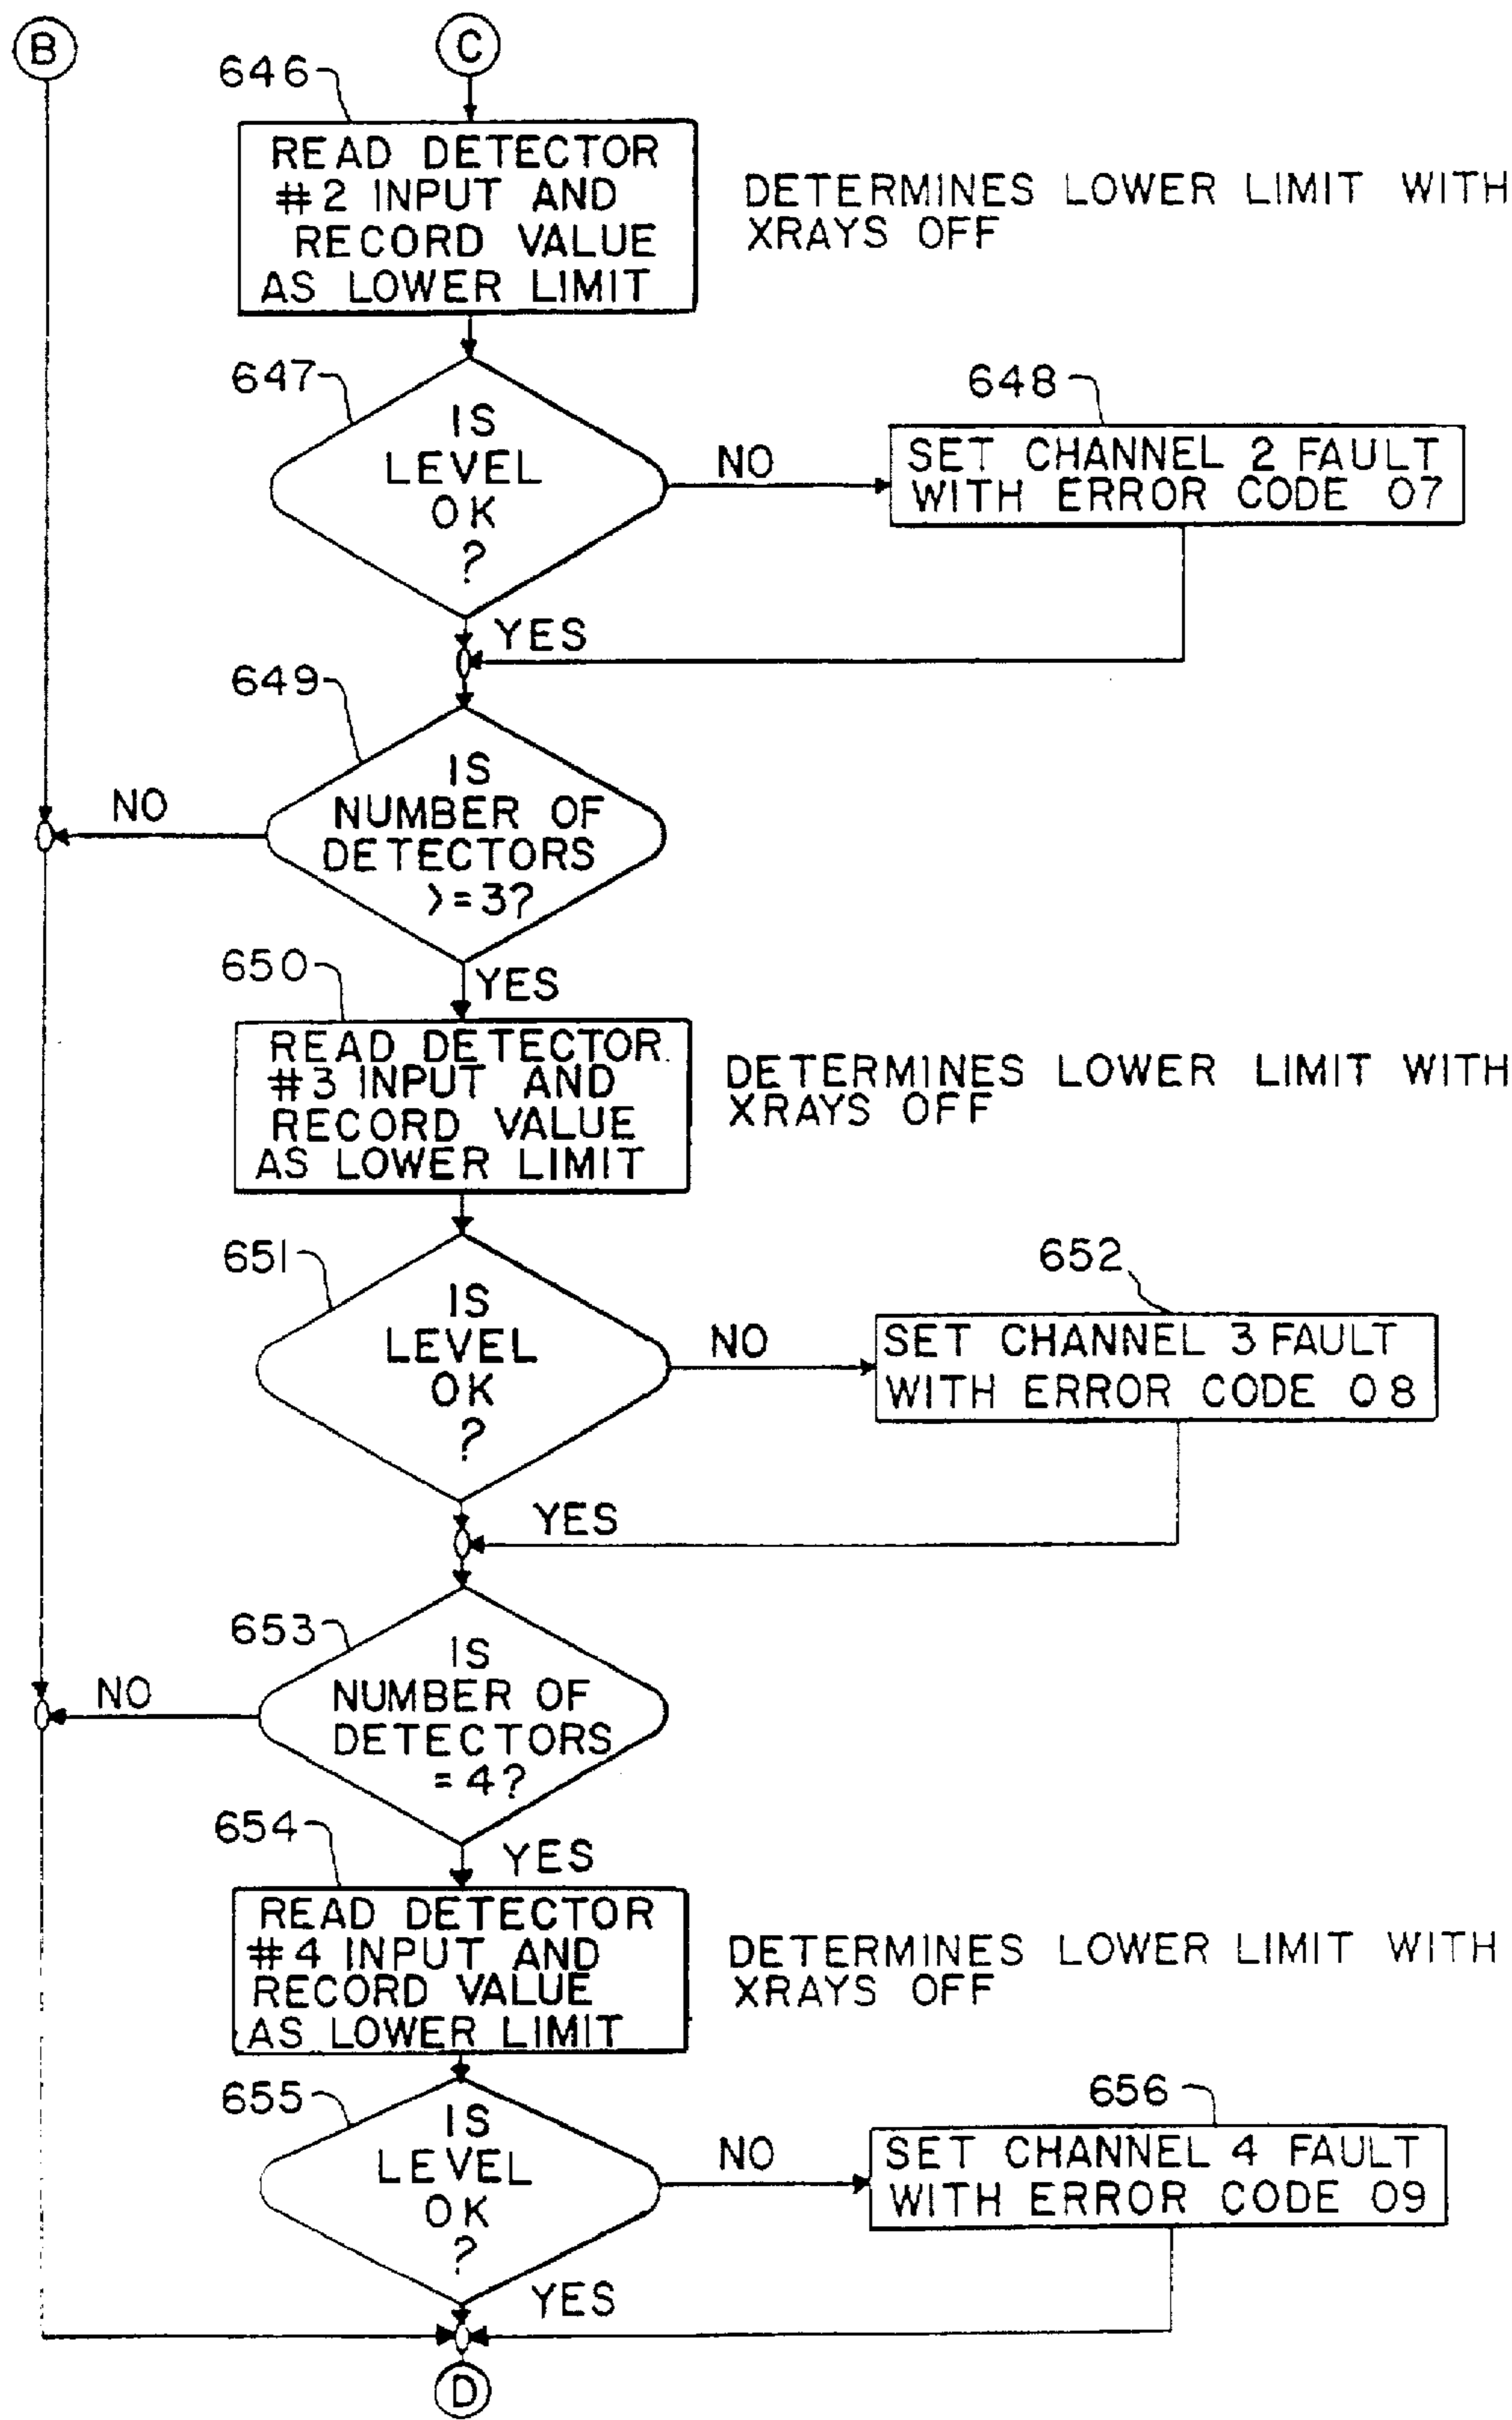 B
C
646
READ DETECTOR
#2 INPUT AND
RECORD VALUE
AS LOWER LIMIT
DETERMINES LOWER LIMIT WITH
XRAYS OFF
647
IS
LEVEL
OK
?
NO
648
SET CHANNEL 2 FAULT
WITH ERROR CODE 07
YES
649
IS
NUMBER OF
DETECTORS
>=3?
NO
YES
650
READ DETECTOR
#3 INPUT AND
RECORD VALUE
AS LOWER LIMIT
DETERMINES LOWER LIMIT WITH
XRAYS OFF
651
IS
LEVEL
OK
?
NO
652
SET CHANNEL 3 FAULT
WITH ERROR CODE 08
YES
653
IS
NUMBER OF
DETECTORS
=4?
NO
YES
654
READ DETECTOR
#4 INPUT AND
RECORD VALUE
AS LOWER LIMIT
DETERMINES LOWER LIMIT WITH
XRAYS OFF
655
IS
LEVEL
OK
?
NO
656
SET CHANNEL 4 FAULT
WITH ERROR CODE 09
YES
D